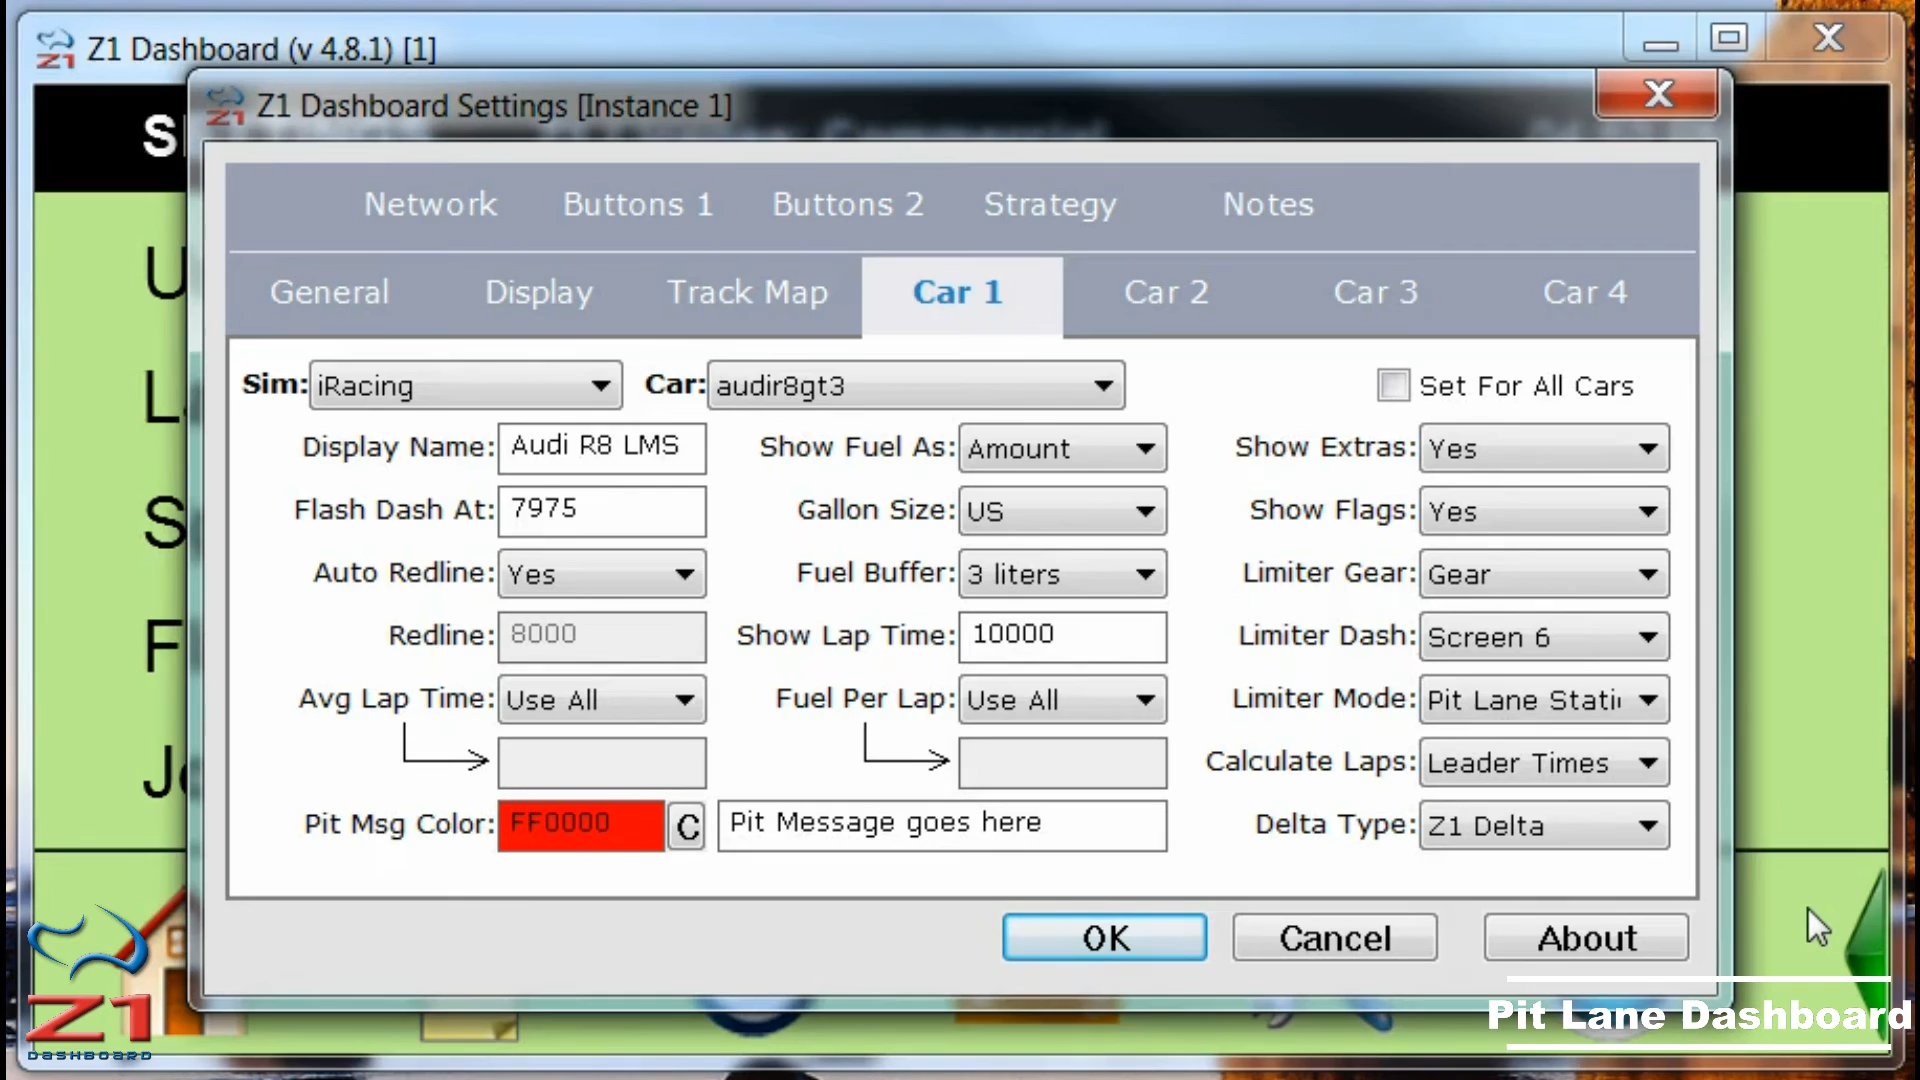 Z1 Dashboard (v 4.8.1) [1]
Z1 Dashboard Settings [Instance 1]
Network Buttons 1 Buttons 2 Strategy Notes
General Display Track Map Car 1 Car 2 Car 3 Car 4
Sim: iRacing Car: audir8gt3 Set For All Cars
Display Name: Audi R8 LMS Show Fuel As: Amount Show Extras: Yes
Flash Dash At: 7975 Gallon Size: US Show Flags: Yes
Auto Redline: Yes Fuel Buffer: 3 liters Limiter Gear: Gear
Redline: 8000 Show Lap Time: 10000 Limiter Dash: Screen 6
Avg Lap Time: Use All Fuel Per Lap: Use All Limiter Mode: Pit Lane Stati
Calculate Laps: Leader Times
Pit Msg Color: FF0000 C Pit Message goes here Delta Type: Z1 Delta
OK Cancel About
Z1
DASHBOARD
Pit Lane Dashboard